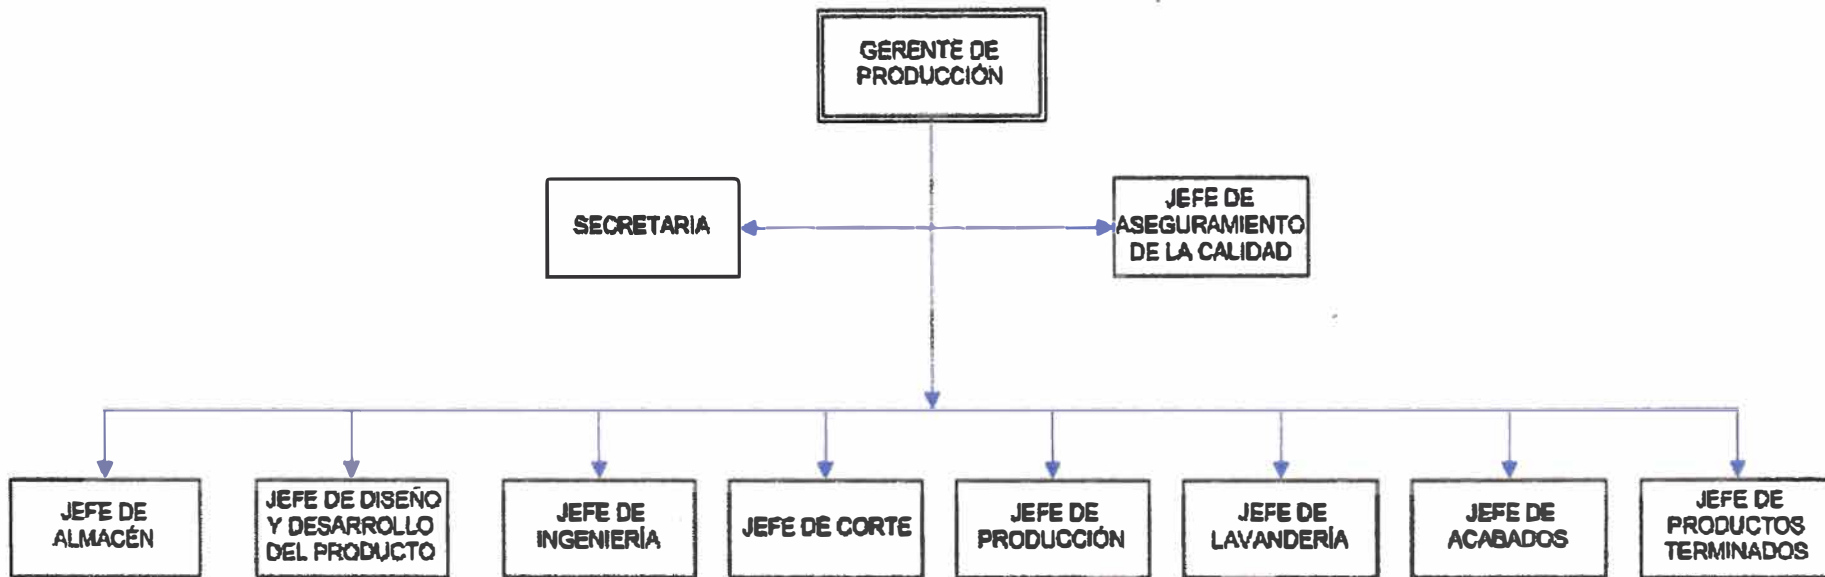 GERENTE DE
PRODUCCIÓN
SECRETARIA
JEFE DE
ASEGURAMIENTO
DE LA CALIDAD
JEFE DE
ALMACÉN
JEFE DE DISEÑO
Y DESARROLLO
DEL PRODUCTO
JEFE DE
INGENIERÍA
JEFE DE CORTE
JEFE DE
PRODUCCIÓN
JEFE DE
LAVANDERÍA
JEFE DE
ACABADOS
JEFE DE
PRODUCTOS
TERMINADOS